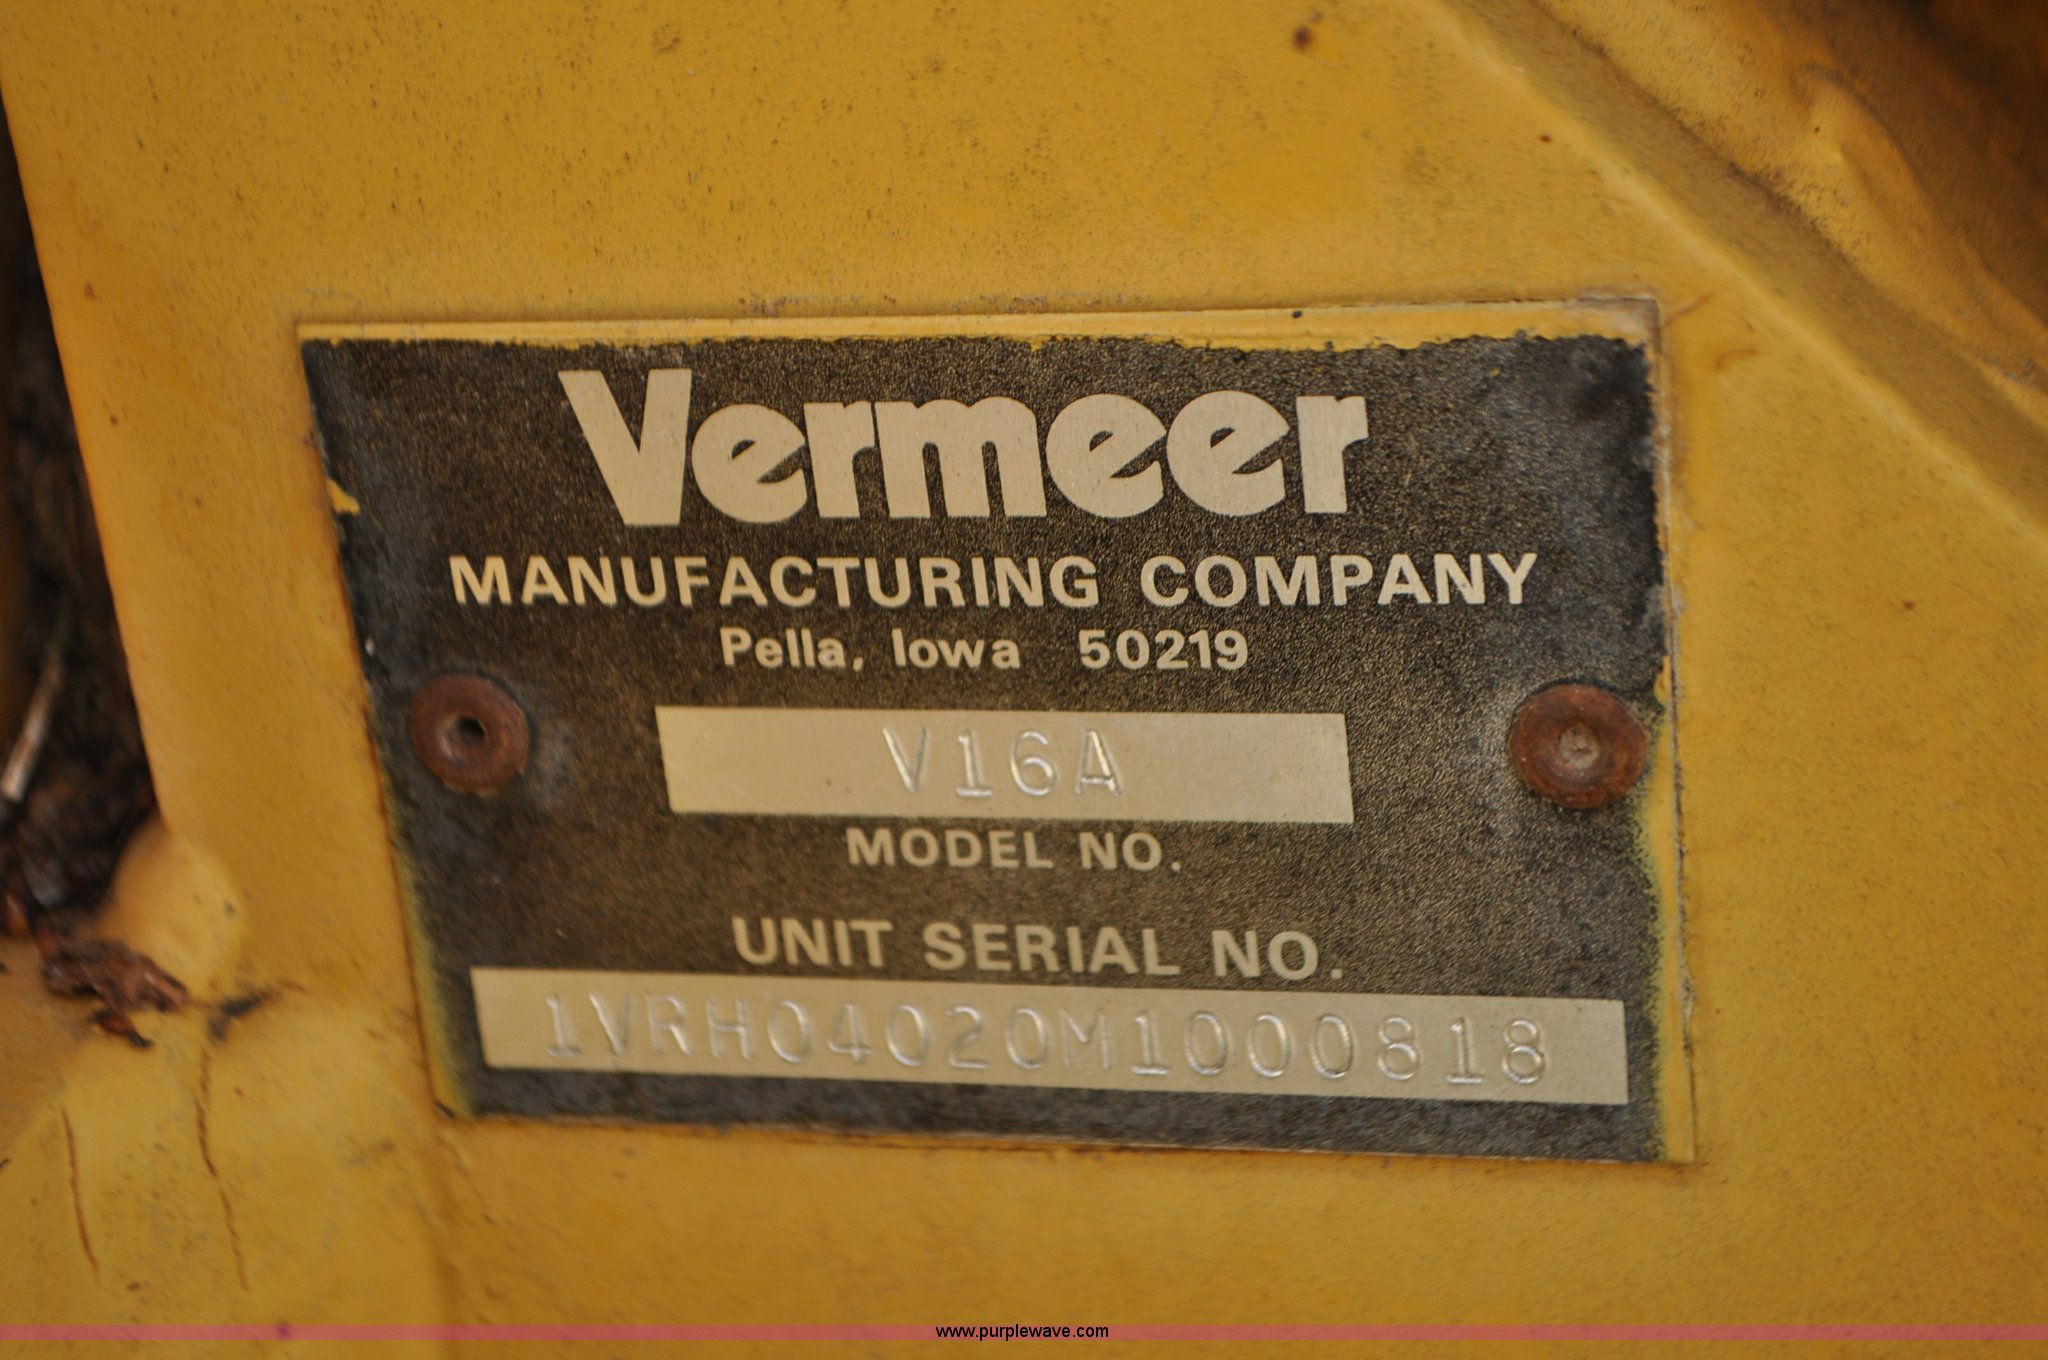 Vermeer
MANUFACTURING COMPANY
Pella, Iowa 50219
V16A
MODEL NO.
UNIT SERIAL NO.
1VRH04020M1000818
www.purplewave.com